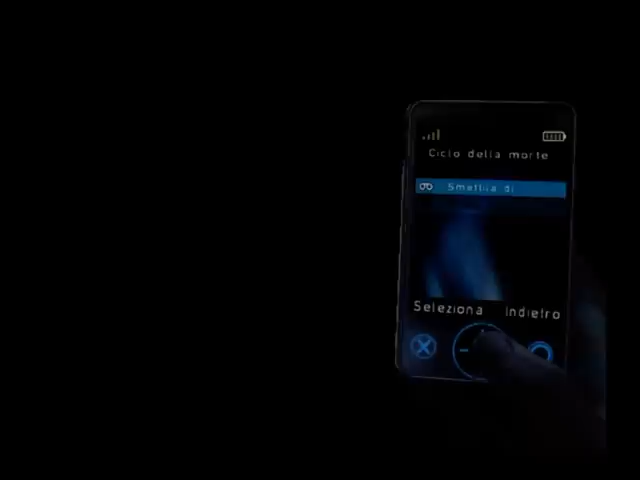 Ciclo della morte
Smettila di
Seleziona Indietro